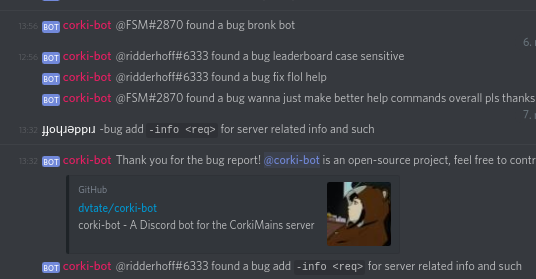 13:56 BOT corki-bot @FSM#2870 found a bug bronk bot
6.
12:56 BOT corki-bot @ridderhoff#6333 found a bug leaderboard case sensitive
BOT corki-bot @ridderhoff#6333 found a bug fix flol help
BOT corki-bot @FSM#2870 found a bug wanna just make better help commands overall pls thanks
7.
13:32 ɟɟoɥɹǝppᴉɹ -bug add -info <req> for server related info and such
13:32 BOT corki-bot Thank you for the bug report! @corki-bot is an open-source project, feel free to contr
GitHub
dvtate/corki-bot
corki-bot - A Discord bot for the CorkiMains server
BOT corki-bot @ridderhoff#6333 found a bug add -info <req> for server related info and such